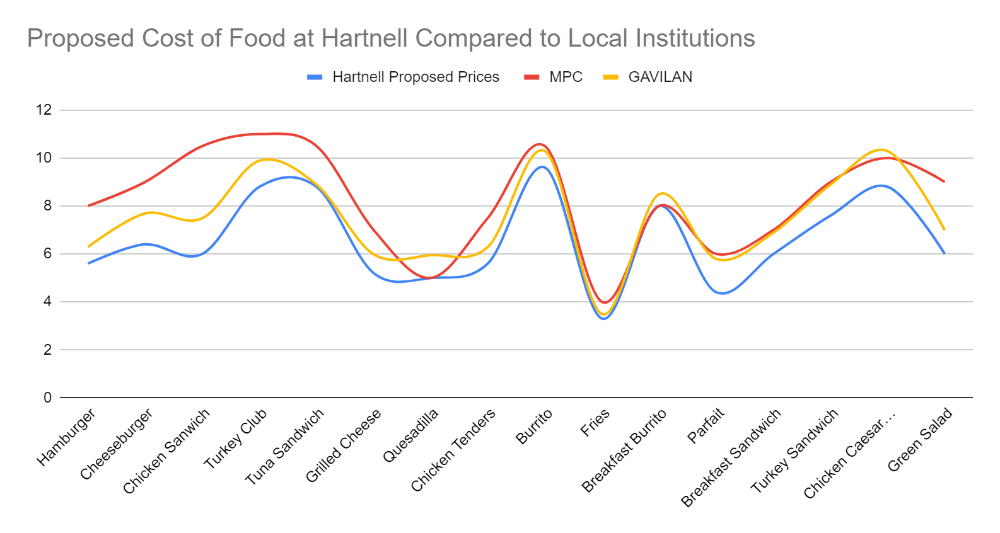 Proposed Cost of Food at Hartnell Compared to Local Institutions
Hartnell Proposed Prices MPC GAVILAN
12
10
8
6
4
2
0
Hamburger
Cheeseburger
Chicken Sanwich
Turkey Club
Tuna Sandwich
Grilled Cheese
Quesadilla
Chicken Tenders
Burrito
Fries
Breakfast Burrito
Parfait
Breakfast Sandwich
Turkey Sandwich
Chicken Caesar…
Green Salad